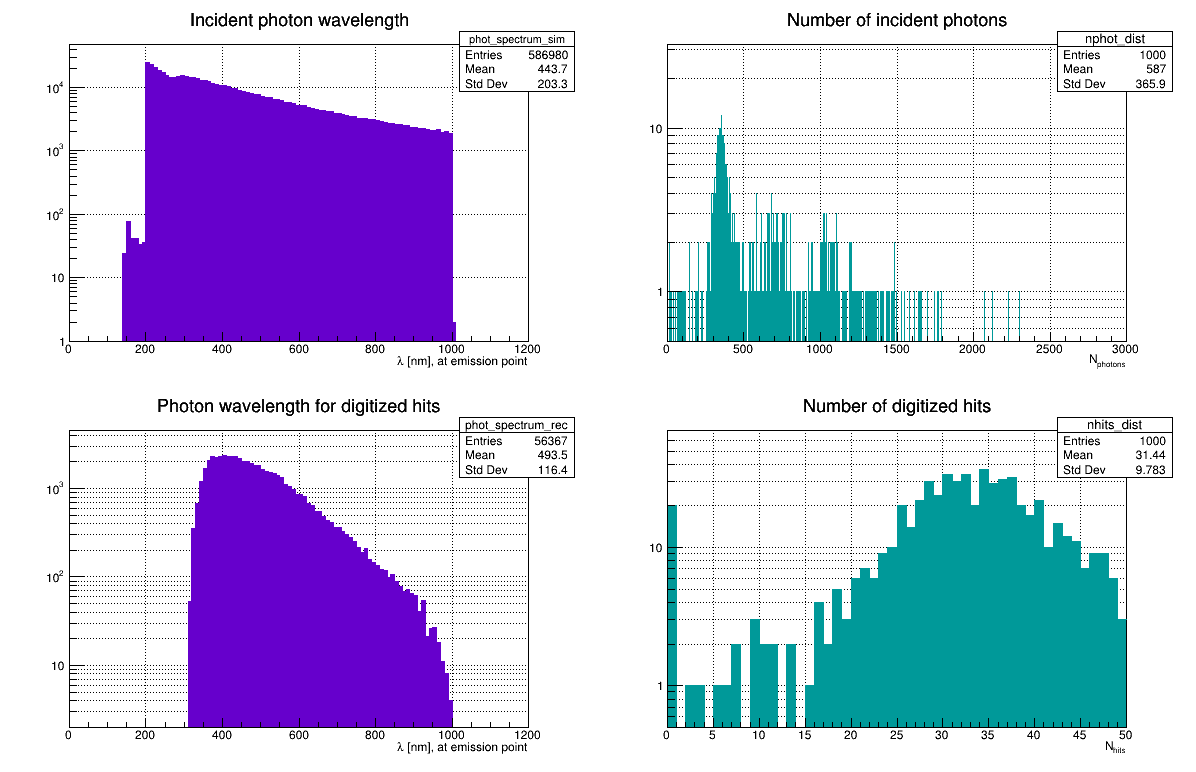 Incident photon wavelength
phot_spectrum_sim
Entries 586980
Mean 443.7
Std Dev 203.3
10^4
10^3
10^2
10
1
0 200 400 600 800 1000 1200
λ [nm], at emission point
Number of incident photons
nphot_dist
Entries 1000
Mean 587
Std Dev 365.9
10
1
0 500 1000 1500 2000 2500 3000
N_photons
Photon wavelength for digitized hits
phot_spectrum_rec
Entries 56367
Mean 493.5
Std Dev 116.4
10^3
10^2
10
0 200 400 600 800 1000 1200
λ [nm], at emission point
Number of digitized hits
nhits_dist
Entries 1000
Mean 31.44
Std Dev 9.783
10
1
0 5 10 15 20 25 30 35 40 45 50
N_hits